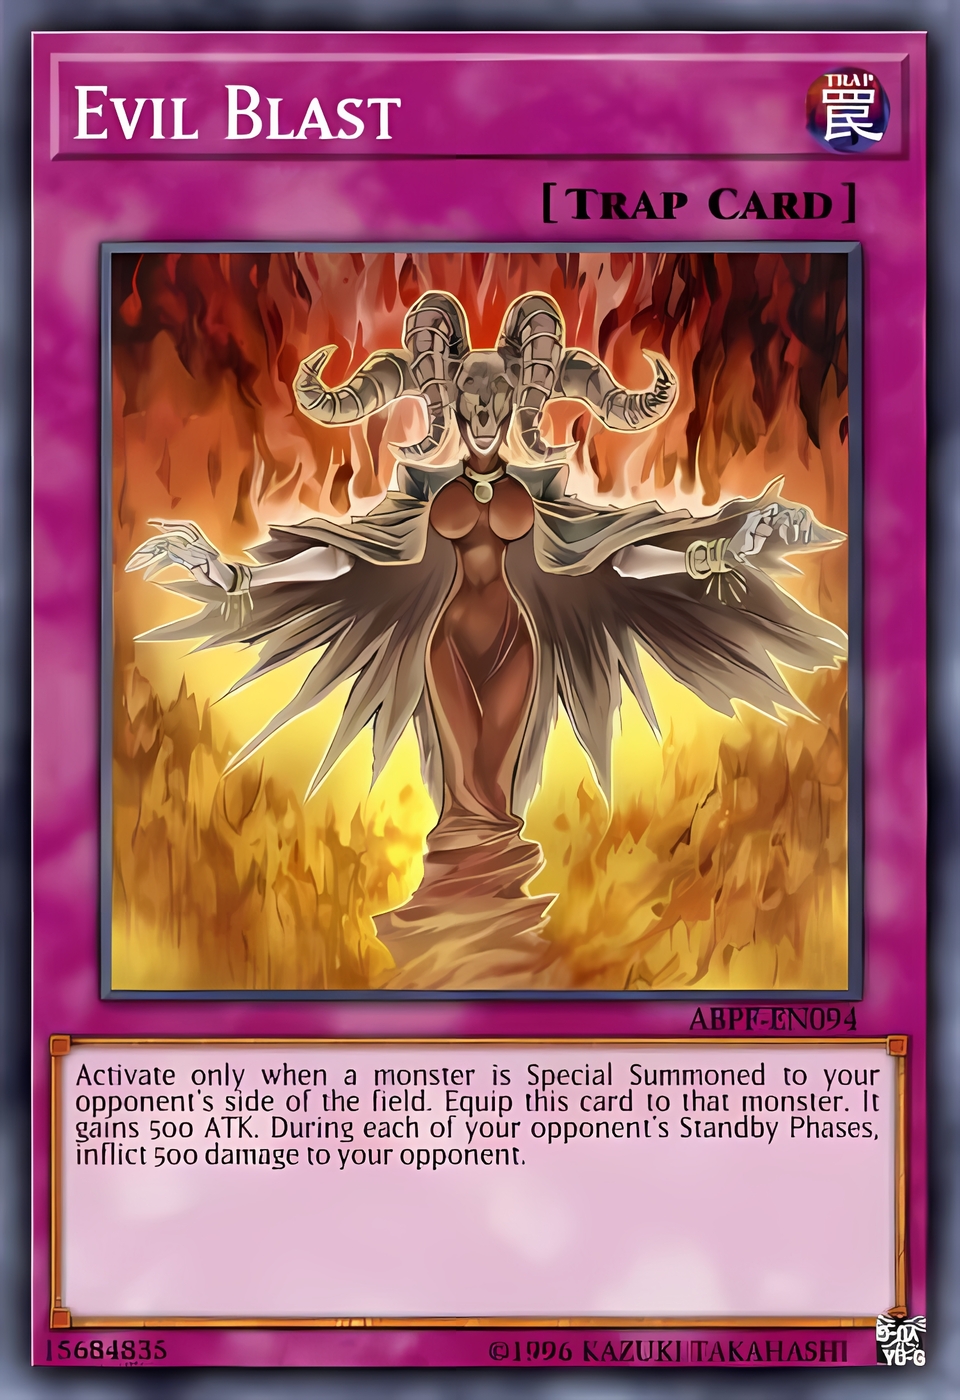 Evil Blast
TRAP
罠
[Trap Card]
ABPF-EN094
Activate only when a monster is Special Summoned to your
opponent's side of the field. Equip this card to that monster. It
gains 500 ATK. During each of your opponent's Standby Phases,
inflict 500 damage to your opponent.
15684835
©1996 KAZUKI TAKAHASHI